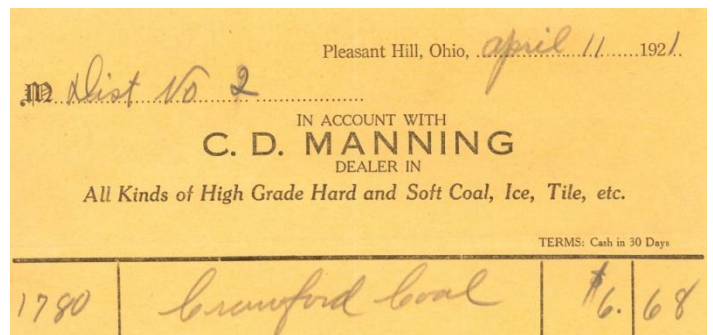 Pleasant Hill, Ohio, April 11 1921
M Dist No 2
IN ACCOUNT WITH
C. D. MANNING
DEALER IN
All Kinds of High Grade Hard and Soft Coal, Ice, Tile, etc.
TERMS: Cash in 30 Days
1780 Crawford Coal $6.68